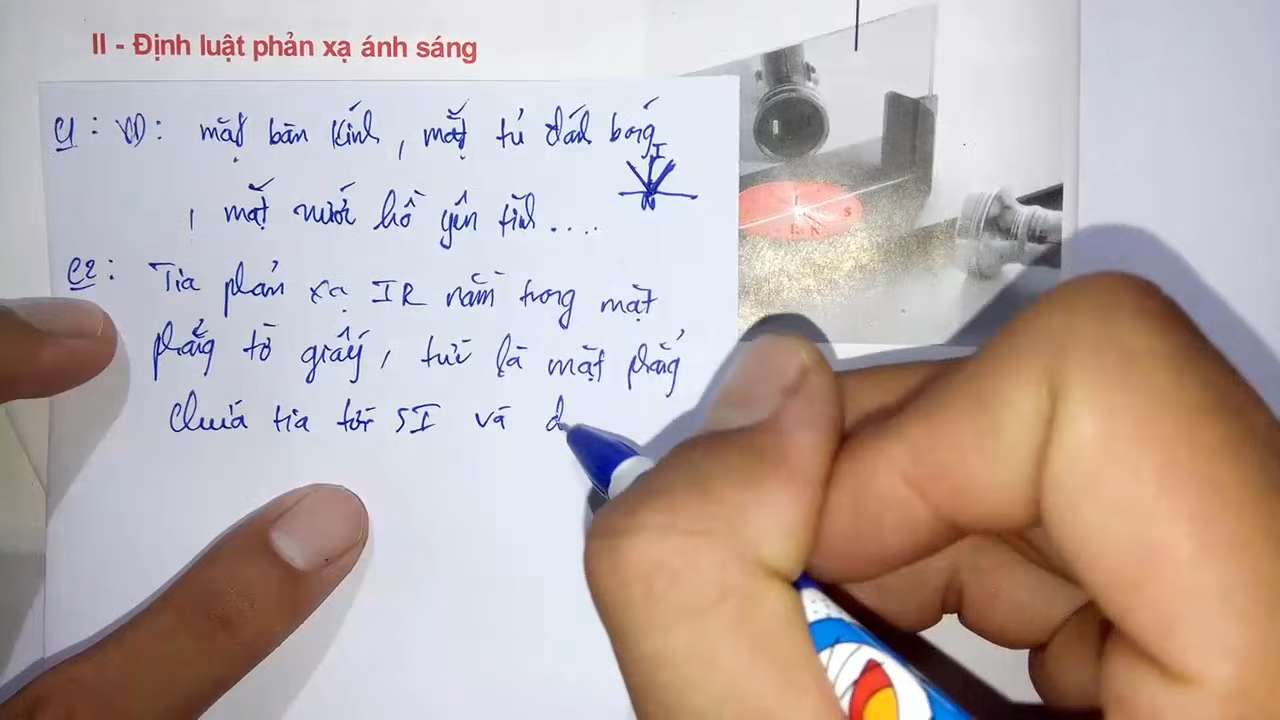 II - Định luật phản xạ ánh sáng
C1 : VD : mặt bàn kính, mặt tủ đánh bóng
, mặt nước hồ yên tĩnh....
I
C2 : Tia phản xạ IR nằm trong mặt
phẳng tờ giấy, tức là mặt phẳng
chứa tia tới SI và đ
I
S
R K